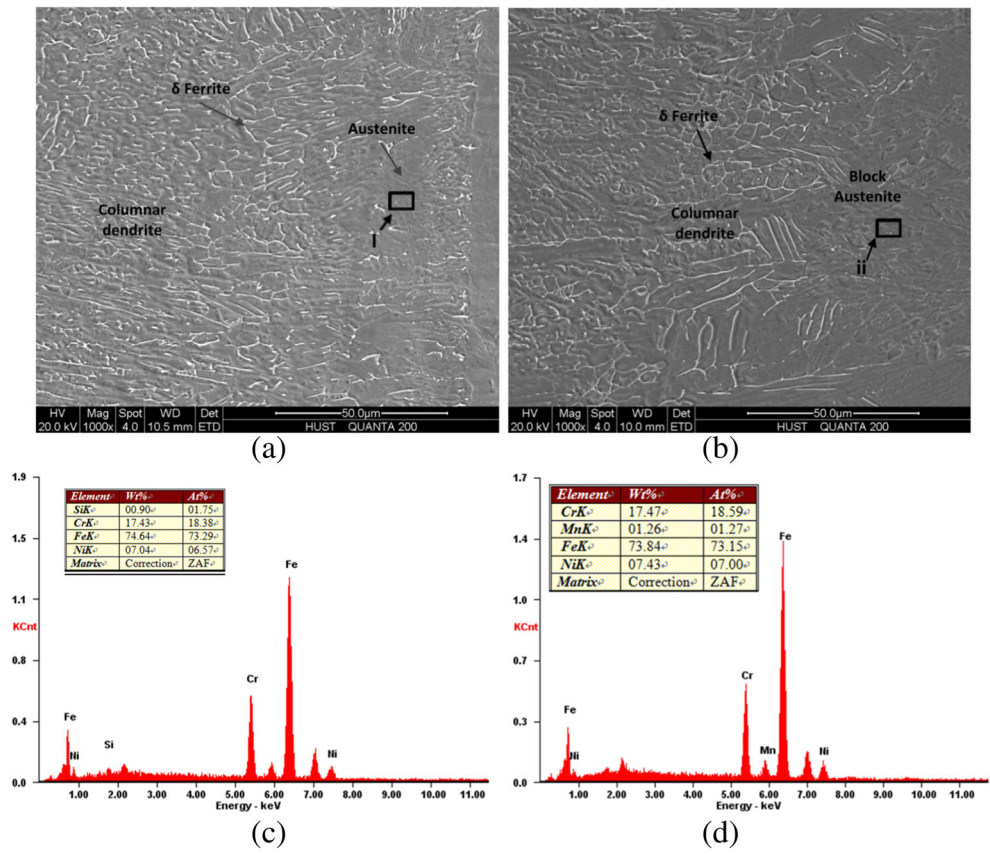 δ Ferrite
Austenite
Columnar
dendrite
I
HV Mag Spot WD Det 50.0μm
20.0 kV 1000x 4.0 10.5 mm ETD HUST QUANTA 200
(a)
δ Ferrite
Block
Austenite
Columnar
dendrite
ii
HV Mag Spot WD Det 50.0μm
20.0 kV 1000x 4.0 10.0 mm ETD HUST QUANTA 200
(b)
Element Wt% At%
SiK 00.90 01.75
CrK 17.43 18.38
FeK 74.64 73.29
NiK 07.04 06.57
Matrix Correction ZAF
1.9
1.5
1.1
KCnt
0.8
0.4
0.0
Fe
Ni
Si
Cr
Fe
Ni
1.00 2.00 3.00 4.00 5.00 6.00 7.00 8.00 9.00 10.00 11.00
Energy - keV
(c)
Element Wt% At%
CrK 17.47 18.59
MnK 01.26 01.27
FeK 73.84 73.15
NiK 07.43 07.00
Matrix Correction ZAF
1.7
1.4
1.0
KCnt
0.7
0.3
0.0
Fe
Ni
Cr
Mn
Fe
Ni
1.00 2.00 3.00 4.00 5.00 6.00 7.00 8.00 9.00 10.00 11.00
Energy - keV
(d)